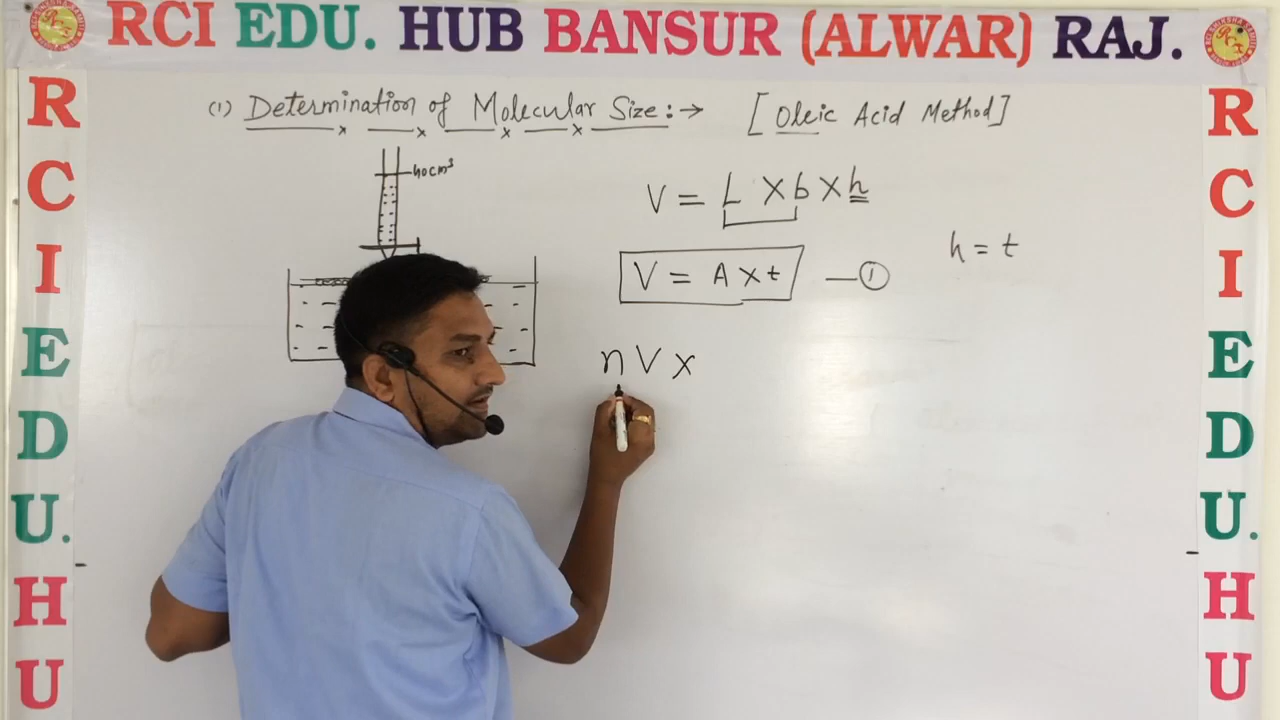 RCI EDU. HUB BANSUR (ALWAR) RAJ.
(1) Determination of Molecular Size:→ [Oleic Acid Method]
40cm³
V = L × b × h
h = t
V = A × t —①
n V ×
R
C
I
E
D
U.
H
U
R
C
I
E
D
U.
H
U